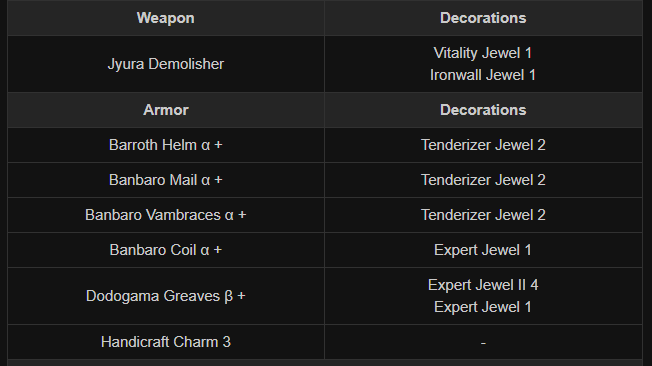 Weapon Decorations
Jyura Demolisher Vitality Jewel 1
Ironwall Jewel 1
Armor Decorations
Barroth Helm α + Tenderizer Jewel 2
Banbaro Mail α + Tenderizer Jewel 2
Banbaro Vambraces α + Tenderizer Jewel 2
Banbaro Coil α + Expert Jewel 1
Dodogama Greaves β + Expert Jewel II 4
Expert Jewel 1
Handicraft Charm 3 -